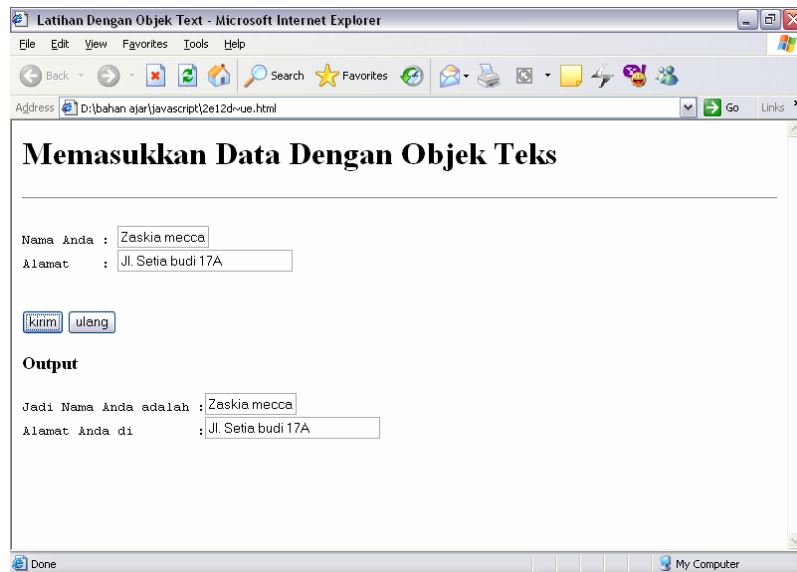 Latihan Dengan Objek Text - Microsoft Internet Explorer
File Edit View Favorites Tools Help
Back Search Favorites
Address D:\bahan ajar\javascript\2e12d~ue.html Go Links
Memasukkan Data Dengan Objek Teks
Nama Anda : Zaskia mecca
Alamat : Jl. Setia budi 17A
kirim ulang
Output
Jadi Nama Anda adalah : Zaskia mecca
Alamat Anda di : Jl. Setia budi 17A
Done My Computer